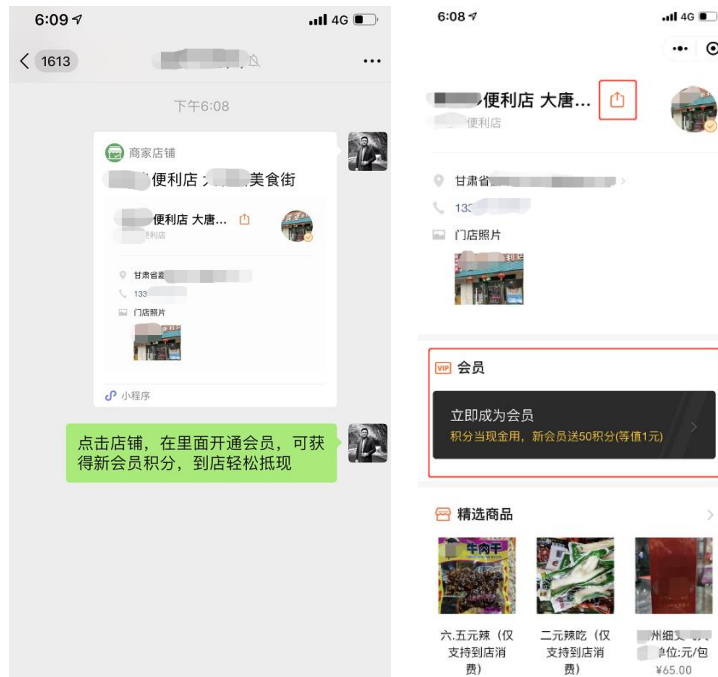 6:09
4G
1613
下午6:08
商家店铺
便利店
美食街
便利店 大唐...
便利店
甘肃省
133
门店照片
小程序
点击店铺，在里面开通会员，可获
得新会员积分，到店轻松抵现
6:08
4G
便利店 大唐...
便利店
甘肃省
133
门店照片
VIP 会员
立即成为会员
积分当现金用，新会员送50积分(等值1元)
精选商品
牛肉干
六.五元辣（仅
支持到店消
费)
二元辣吃（仅
支持到店消
费)
州细支
单位:元/包
¥65.00